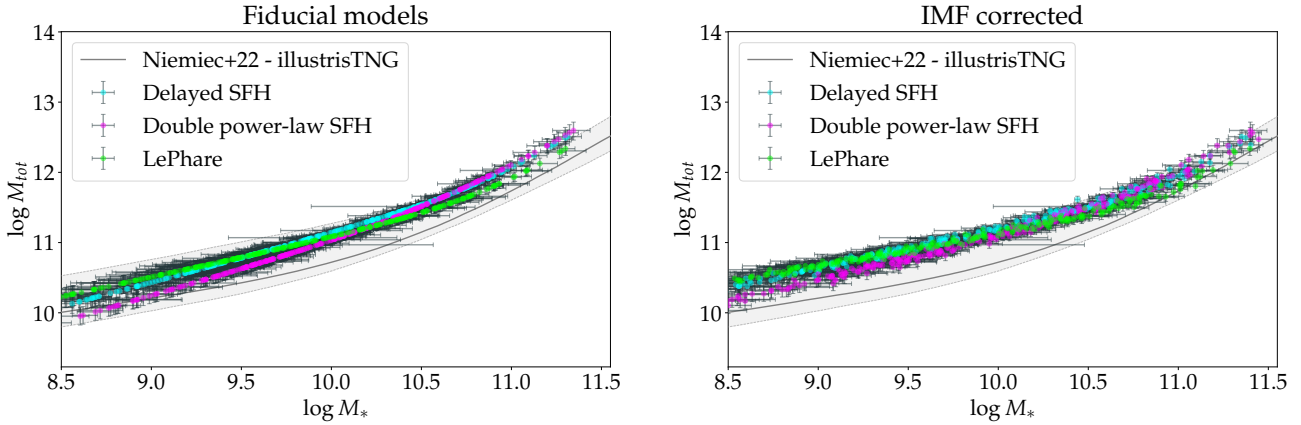 Fiducial models
14
13
12
11
10
log M_tot
Niemiec+22 - illustrisTNG
Delayed SFH
Double power-law SFH
LePhare
8.5 9.0 9.5 10.0 10.5 11.0 11.5
log M_*
IMF corrected
14
13
12
11
10
log M_tot
Niemiec+22 - illustrisTNG
Delayed SFH
Double power-law SFH
LePhare
8.5 9.0 9.5 10.0 10.5 11.0 11.5
log M_*